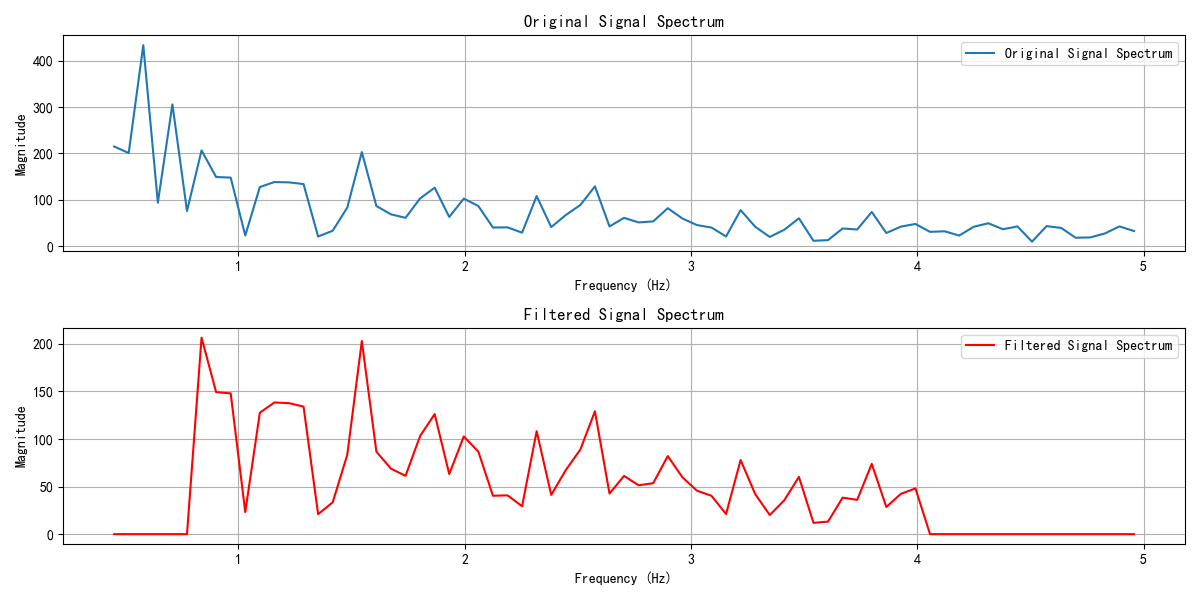 Original Signal Spectrum
Original Signal Spectrum
Magnitude
400
300
200
100
0
1 2 3 4 5
Frequency (Hz)
Filtered Signal Spectrum
Filtered Signal Spectrum
Magnitude
200
150
100
50
0
1 2 3 4 5
Frequency (Hz)